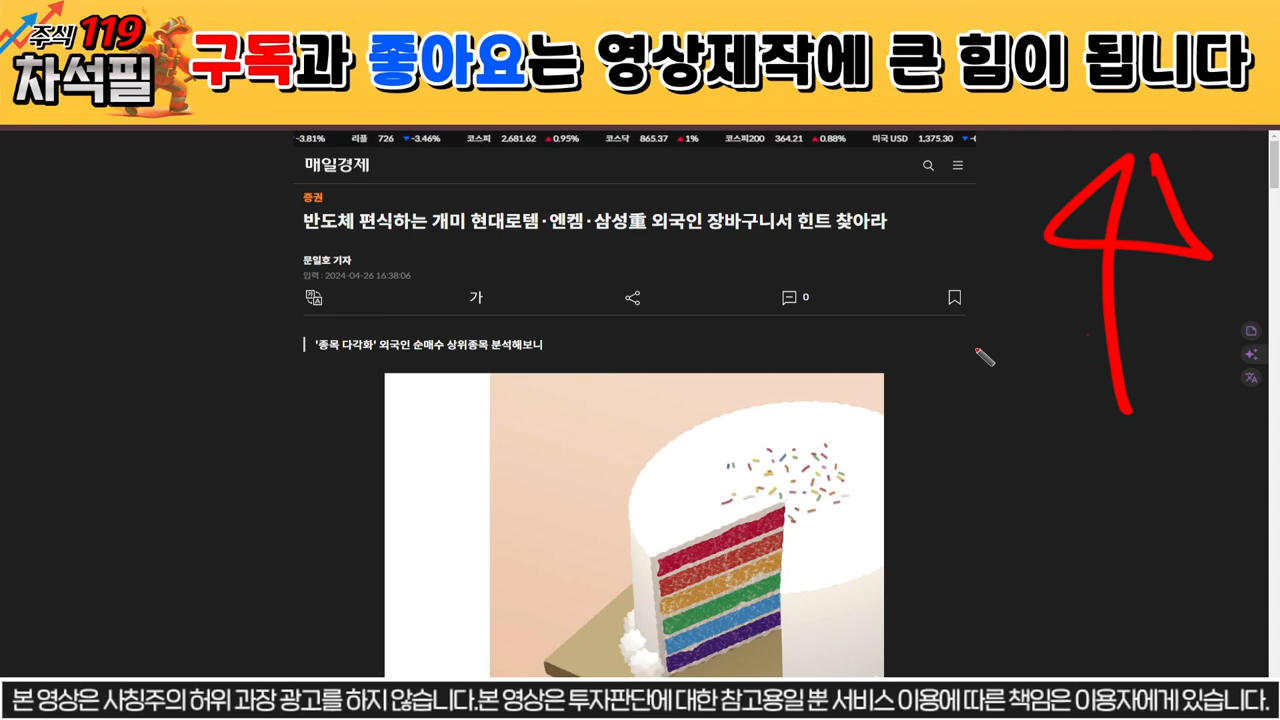 주식 119
차석필
구독과 좋아요는 영상제작에 큰 힘이 됩니다
-3.81% 리플 726 ▼-3.46% 코스피 2,681.62 ▲0.95% 코스닥 865.37 ▲1% 코스피200 364.21 ▲0.88% 미국 USD 1,375.30
매일경제
증권
반도체 편식하는 개미 현대로템·엔켐·삼성重 외국인 장바구니서 힌트 찾아라
문일호 기자
입력 : 2024-04-26 16:38:06
가
0
'종목 다각화' 외국인 순매수 상위종목 분석해보니
본 영상은 사칭주의 허위 과장 광고를 하지 않습니다.본 영상은 투자판단에 대한 참고용일 뿐 서비스 이용에 따른 책임은 이용자에게 있습니다.